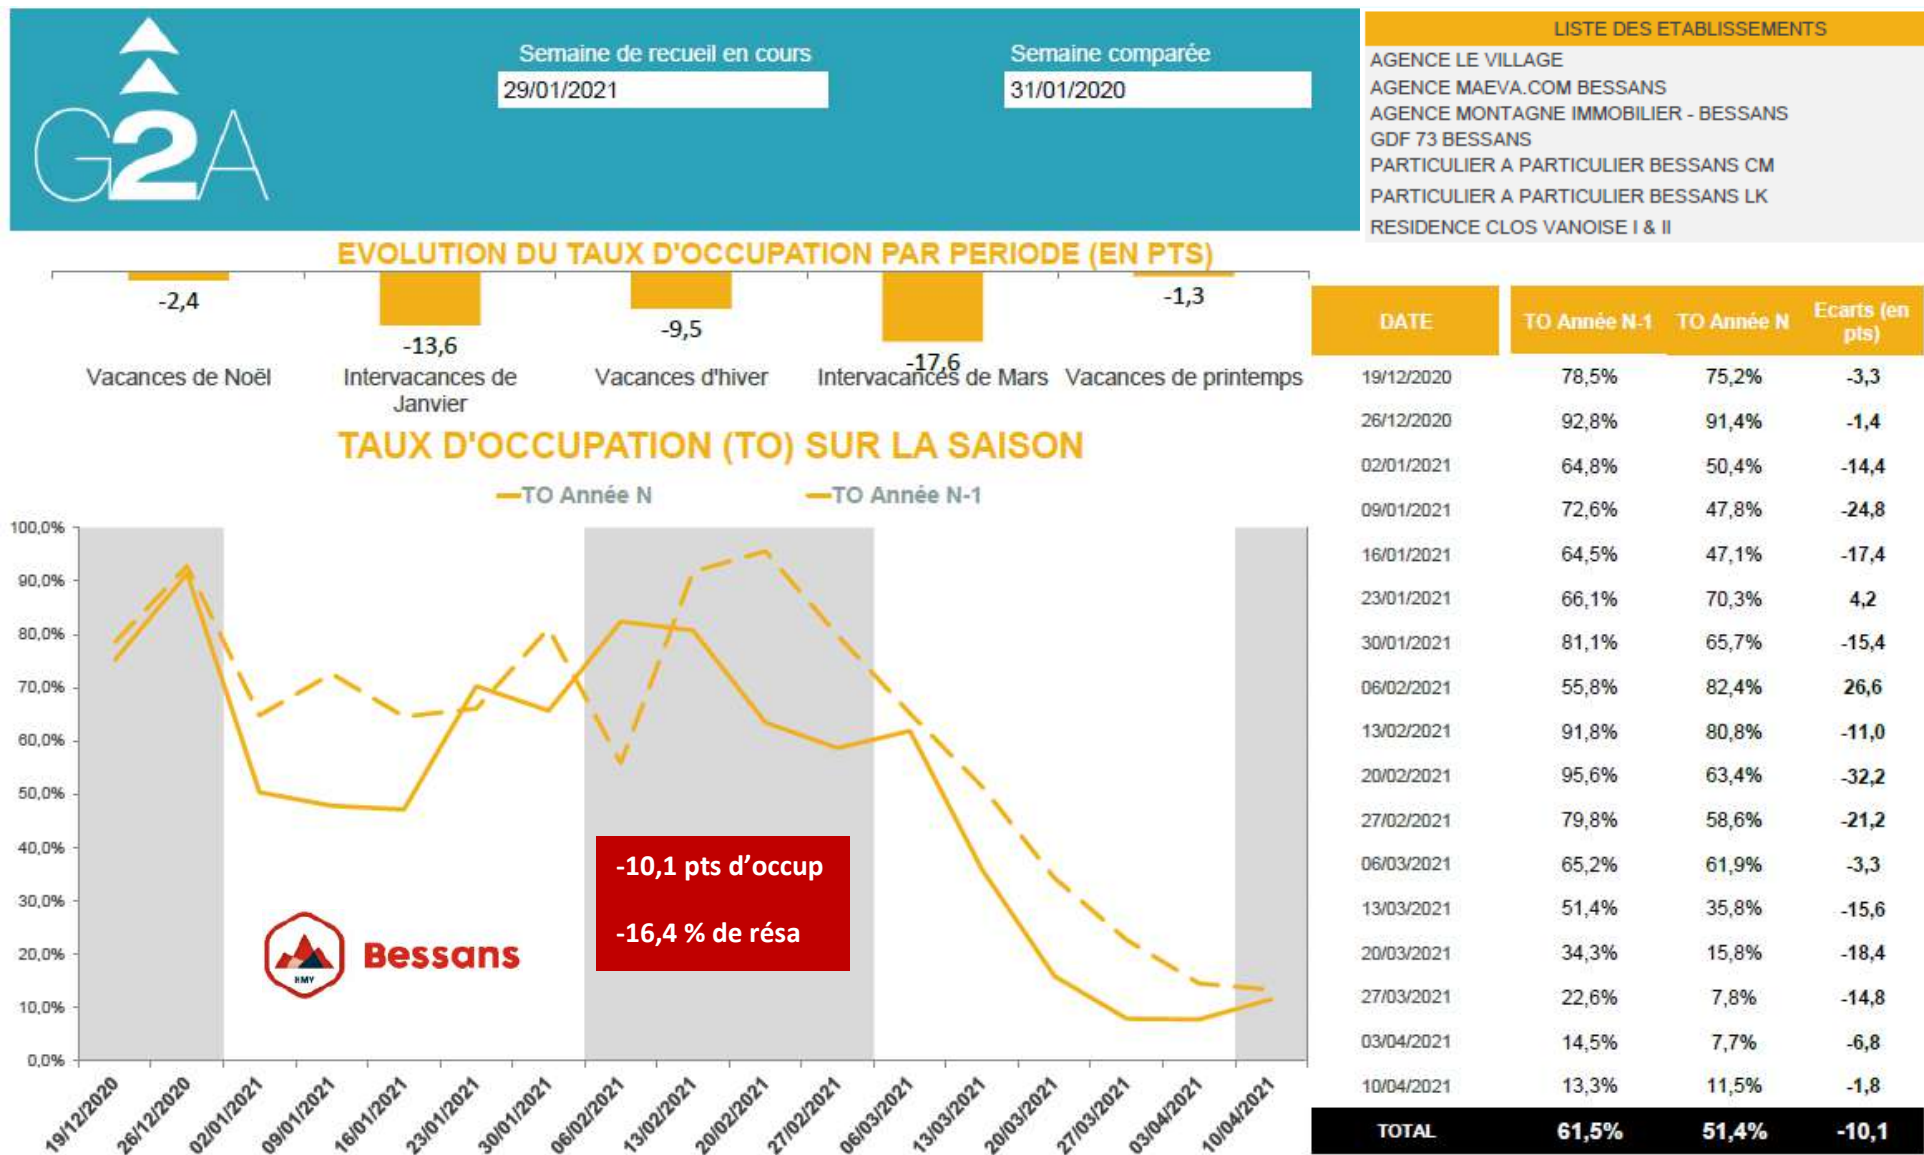 G2A
Semaine de recueil en cours
29/01/2021
Semaine comparée
31/01/2020
LISTE DES ETABLISSEMENTS
AGENCE LE VILLAGE
AGENCE MAEVA.COM BESSANS
AGENCE MONTAGNE IMMOBILIER - BESSANS
GDF 73 BESSANS
PARTICULIER A PARTICULIER BESSANS CM
PARTICULIER A PARTICULIER BESSANS LK
RESIDENCE CLOS VANOISE I & II
EVOLUTION DU TAUX D'OCCUPATION PAR PERIODE (EN PTS)
-2,4
-13,6
-9,5
-17,6
-1,3
Vacances de Noël
Intervacances de
Janvier
Vacances d'hiver
Intervacances de Mars
Vacances de printemps
TAUX D'OCCUPATION (TO) SUR LA SAISON
TO Année N
TO Année N-1
100,0%
90,0%
80,0%
70,0%
60,0%
50,0%
40,0%
30,0%
20,0%
10,0%
0,0%
-10,1 pts d’occup
-16,4 % de résa
HMV
Bessans
19/12/2020
26/12/2020
02/01/2021
09/01/2021
16/01/2021
23/01/2021
30/01/2021
06/02/2021
13/02/2021
20/02/2021
27/02/2021
06/03/2021
13/03/2021
20/03/2021
27/03/2021
03/04/2021
10/04/2021
DATE TO Année N-1 TO Année N Ecarts (en
pts)
19/12/2020 78,5% 75,2% -3,3
26/12/2020 92,8% 91,4% -1,4
02/01/2021 64,8% 50,4% -14,4
09/01/2021 72,6% 47,8% -24,8
16/01/2021 64,5% 47,1% -17,4
23/01/2021 66,1% 70,3% 4,2
30/01/2021 81,1% 65,7% -15,4
06/02/2021 55,8% 82,4% 26,6
13/02/2021 91,8% 80,8% -11,0
20/02/2021 95,6% 63,4% -32,2
27/02/2021 79,8% 58,6% -21,2
06/03/2021 65,2% 61,9% -3,3
13/03/2021 51,4% 35,8% -15,6
20/03/2021 34,3% 15,8% -18,4
27/03/2021 22,6% 7,8% -14,8
03/04/2021 14,5% 7,7% -6,8
10/04/2021 13,3% 11,5% -1,8
TOTAL 61,5% 51,4% -10,1